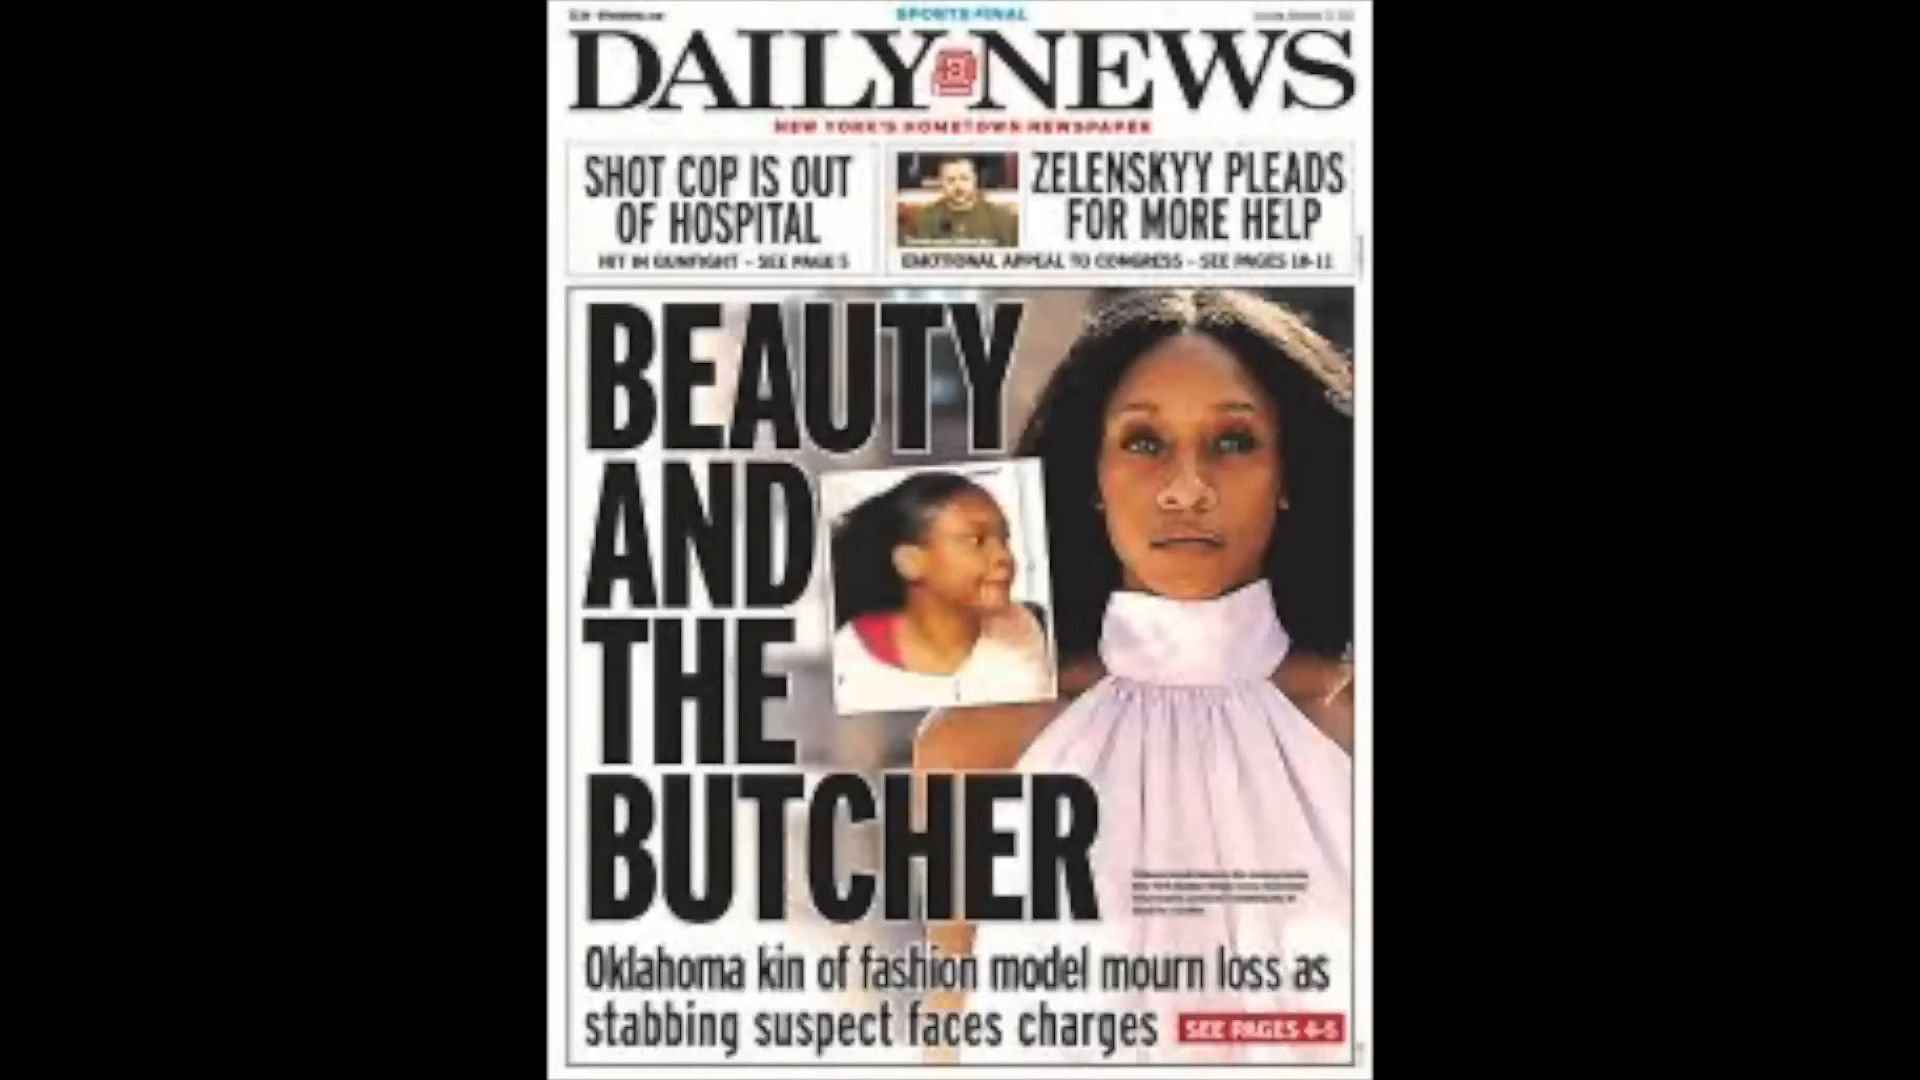 SPORTS FINAL
DAILY NEWS
NEW YORK'S HOMETOWN NEWSPAPER
SHOT COP IS OUT
OF HOSPITAL
HIT IN GUNFIGHT – SEE PAGE 5
ZELENSKYY PLEADS
FOR MORE HELP
EMOTIONAL APPEAL TO CONGRESS – SEE PAGES 10-11
BEAUTY
AND
THE
BUTCHER
Oklahoma kin of fashion model mourn loss as
stabbing suspect faces charges
SEE PAGES 4-5